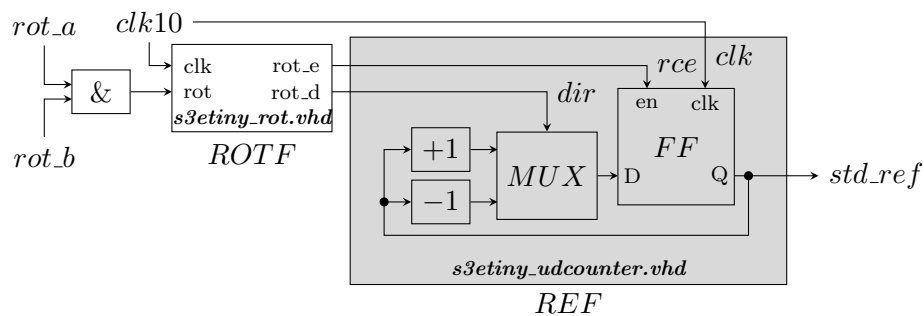 rot_a
clk10
&
rot_b
clk
rot
rot_e
rot_d
s3etiny_rot.vhd
ROTF
rce
clk
dir
en
clk
FF
D
Q
+1
−1
MUX
std_ref
s3etiny_udcounter.vhd
REF